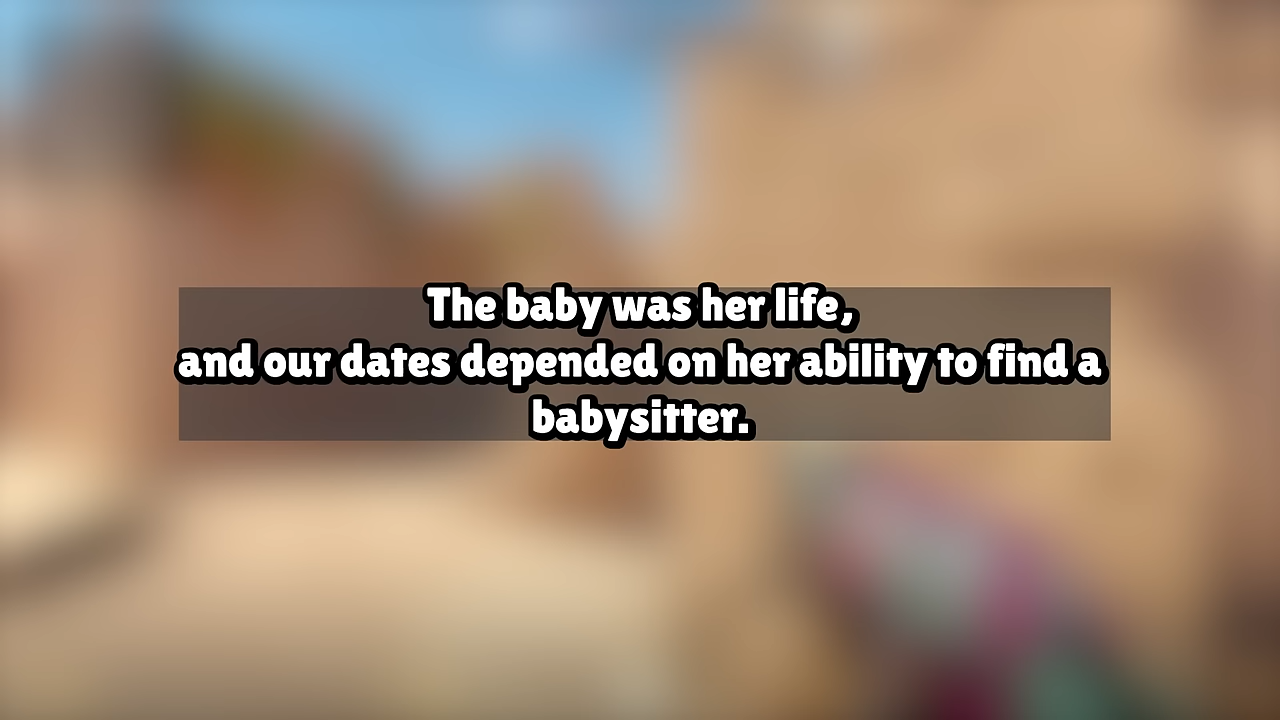 The baby was her life,
and our dates depended on her ability to find a
babysitter.